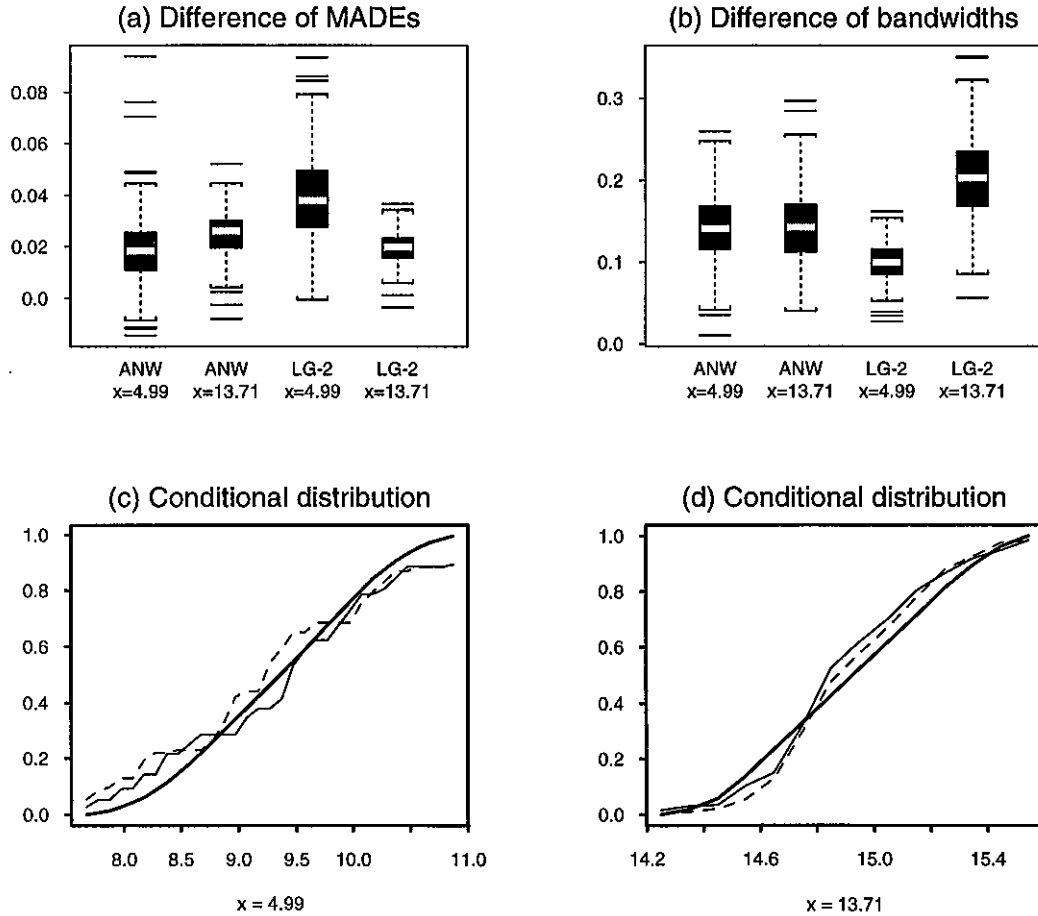 (a) Difference of MADEs
(b) Difference of bandwidths
0.08
0.06
0.04
0.02
0.0
0.3
0.2
0.1
0.0
ANW ANW LG-2 LG-2
x=4.99 x=13.71 x=4.99 x=13.71
ANW ANW LG-2 LG-2
x=4.99 x=13.71 x=4.99 x=13.71
(c) Conditional distribution
(d) Conditional distribution
1.0
0.8
0.6
0.4
0.2
0.0
8.0 8.5 9.0 9.5 10.0 11.0
x = 4.99
1.0
0.8
0.6
0.4
0.2
0.0
14.2 14.6 15.0 15.4
x = 13.71